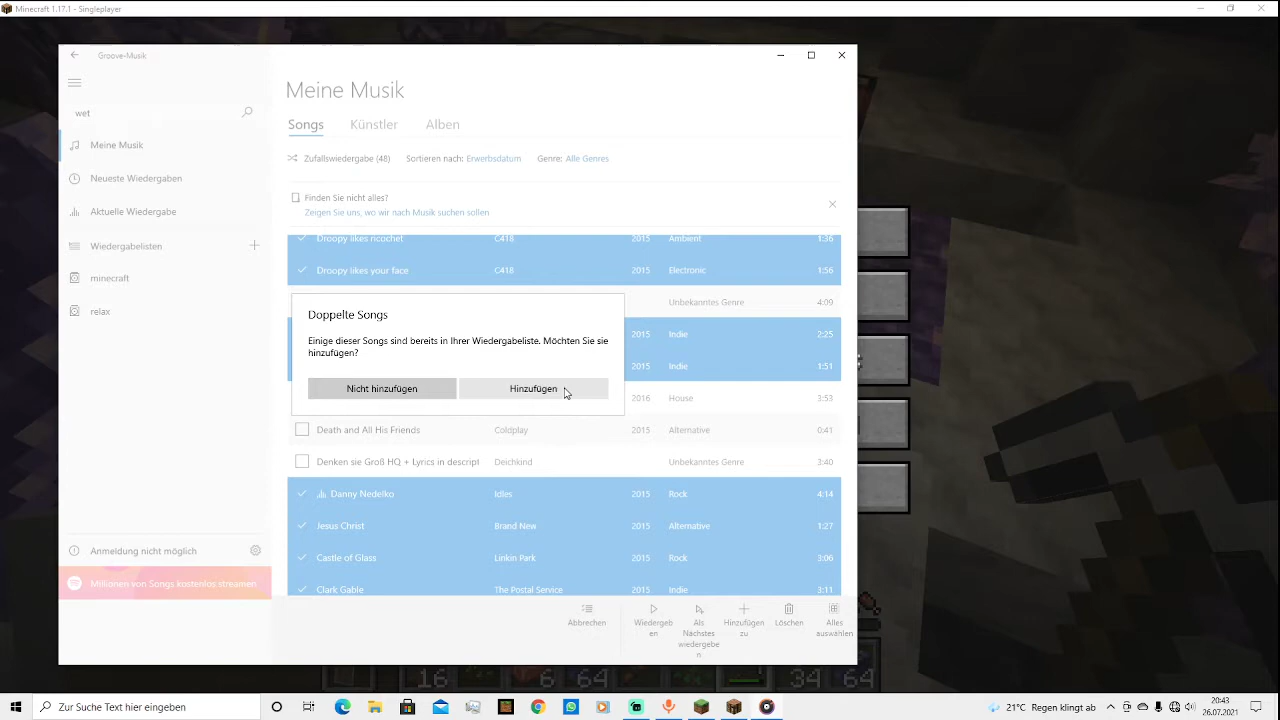 Minecraft 1.17.1 - Singleplayer
Groove-Musik
wet
Meine Musik
Neueste Wiedergaben
Aktuelle Wiedergabe
Wiedergabelisten
minecraft
relax
Anmeldung nicht möglich
Millionen von Songs kostenlos streamen
Meine Musik
Songs Künstler Alben
Zufallswiedergabe (48) Sortieren nach: Erwerbsdatum Genre: Alle Genres
Finden Sie nicht alles?
Zeigen Sie uns, wo wir nach Musik suchen sollen
Droopy likes ricochet C418 2015 Ambient 1:36
Droopy likes your face C418 2015 Electronic 1:56
Unbekanntes Genre 4:09
2015 Indie 2:25
2015 Indie 1:51
2016 House 3:53
Doppelte Songs
Einige dieser Songs sind bereits in Ihrer Wiedergabeliste. Möchten Sie sie
hinzufügen?
Nicht hinzufügen Hinzufügen
Death and All His Friends Coldplay 2015 Alternative 0:41
Denken sie Groß HQ + Lyrics in descript Deichkind Unbekanntes Genre 3:40
Danny Nedelko Idles 2015 Rock 4:14
Jesus Christ Brand New 2015 Alternative 1:27
Castle of Glass Linkin Park 2015 Rock 3:06
Clark Gable The Postal Service 2015 Indie 3:11
Abbrechen
Wiedergeb
en
Als
Nächstes
wiedergebe
n
Hinzufügen
zu
Löschen
Alles
auswählen
16 6 64 34 64
Zur Suche Text hier eingeben
21°C Regen klingt ab
20:43
26.07.2021